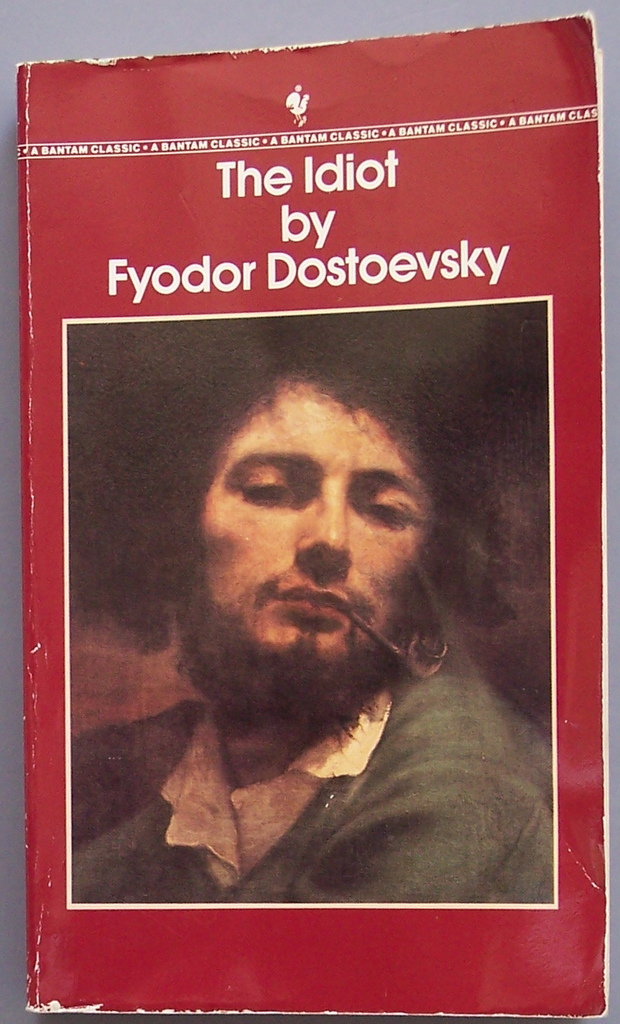 • A BANTAM CLASSIC • A BANTAM CLASSIC • A BANTAM CLASSIC • A BANTAM CLASSIC • A BANTAM CLAS
The Idiot
by
Fyodor Dostoevsky